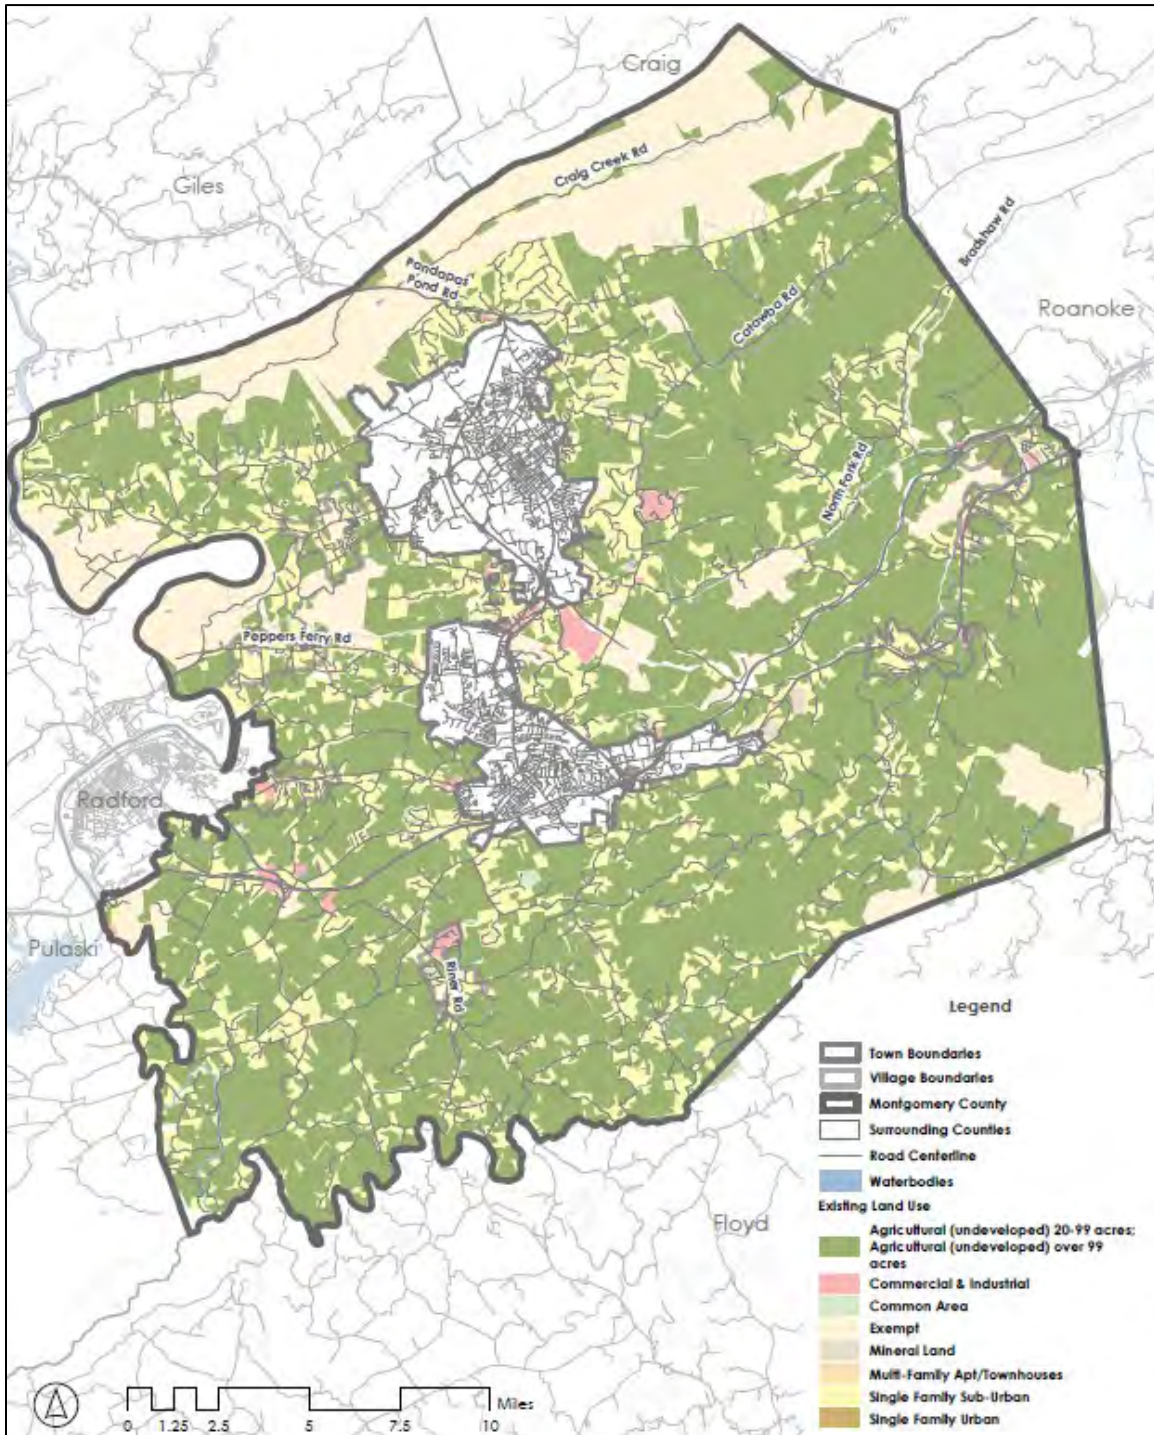 Craig
Craig Creek Rd
Giles
Bradshaw Rd
Pandapas
Pond Rd
Catawba Rd
Roanoke
North Fork Rd
Peppers Ferry Rd
Radford
Pulaski
Riner Rd
Floyd
Legend
Town Boundaries
Village Boundaries
Montgomery County
Surrounding Counties
Road Centerline
Waterbodies
Existing Land Use
Agricultural (undeveloped) 20-99 acres;
Agricultural (undeveloped) over 99
acres
Commercial & Industrial
Common Area
Exempt
Mineral Land
Multi-Family Apt/Townhouses
Single Family Sub-Urban
Single Family Urban
Miles
0 1.25 2.5 5 7.5 10